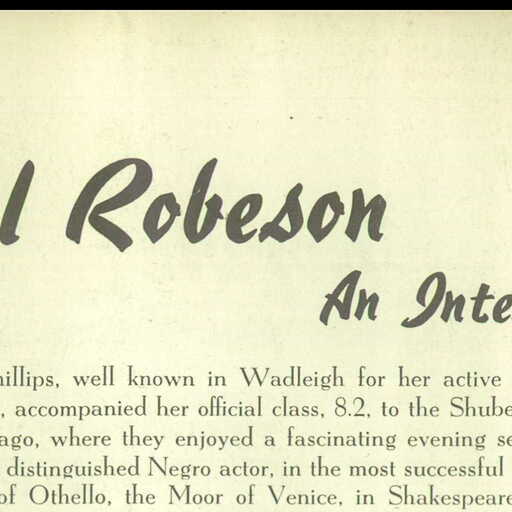 l Robeson
An Inte
hillips, well known in Wadleigh for her active
, accompanied her official class, 8.2, to the Shube
ago, where they enjoyed a fascinating evening se
distinguished Negro actor, in the most successful
of Othello, the Moor of Venice, in Shakespeare